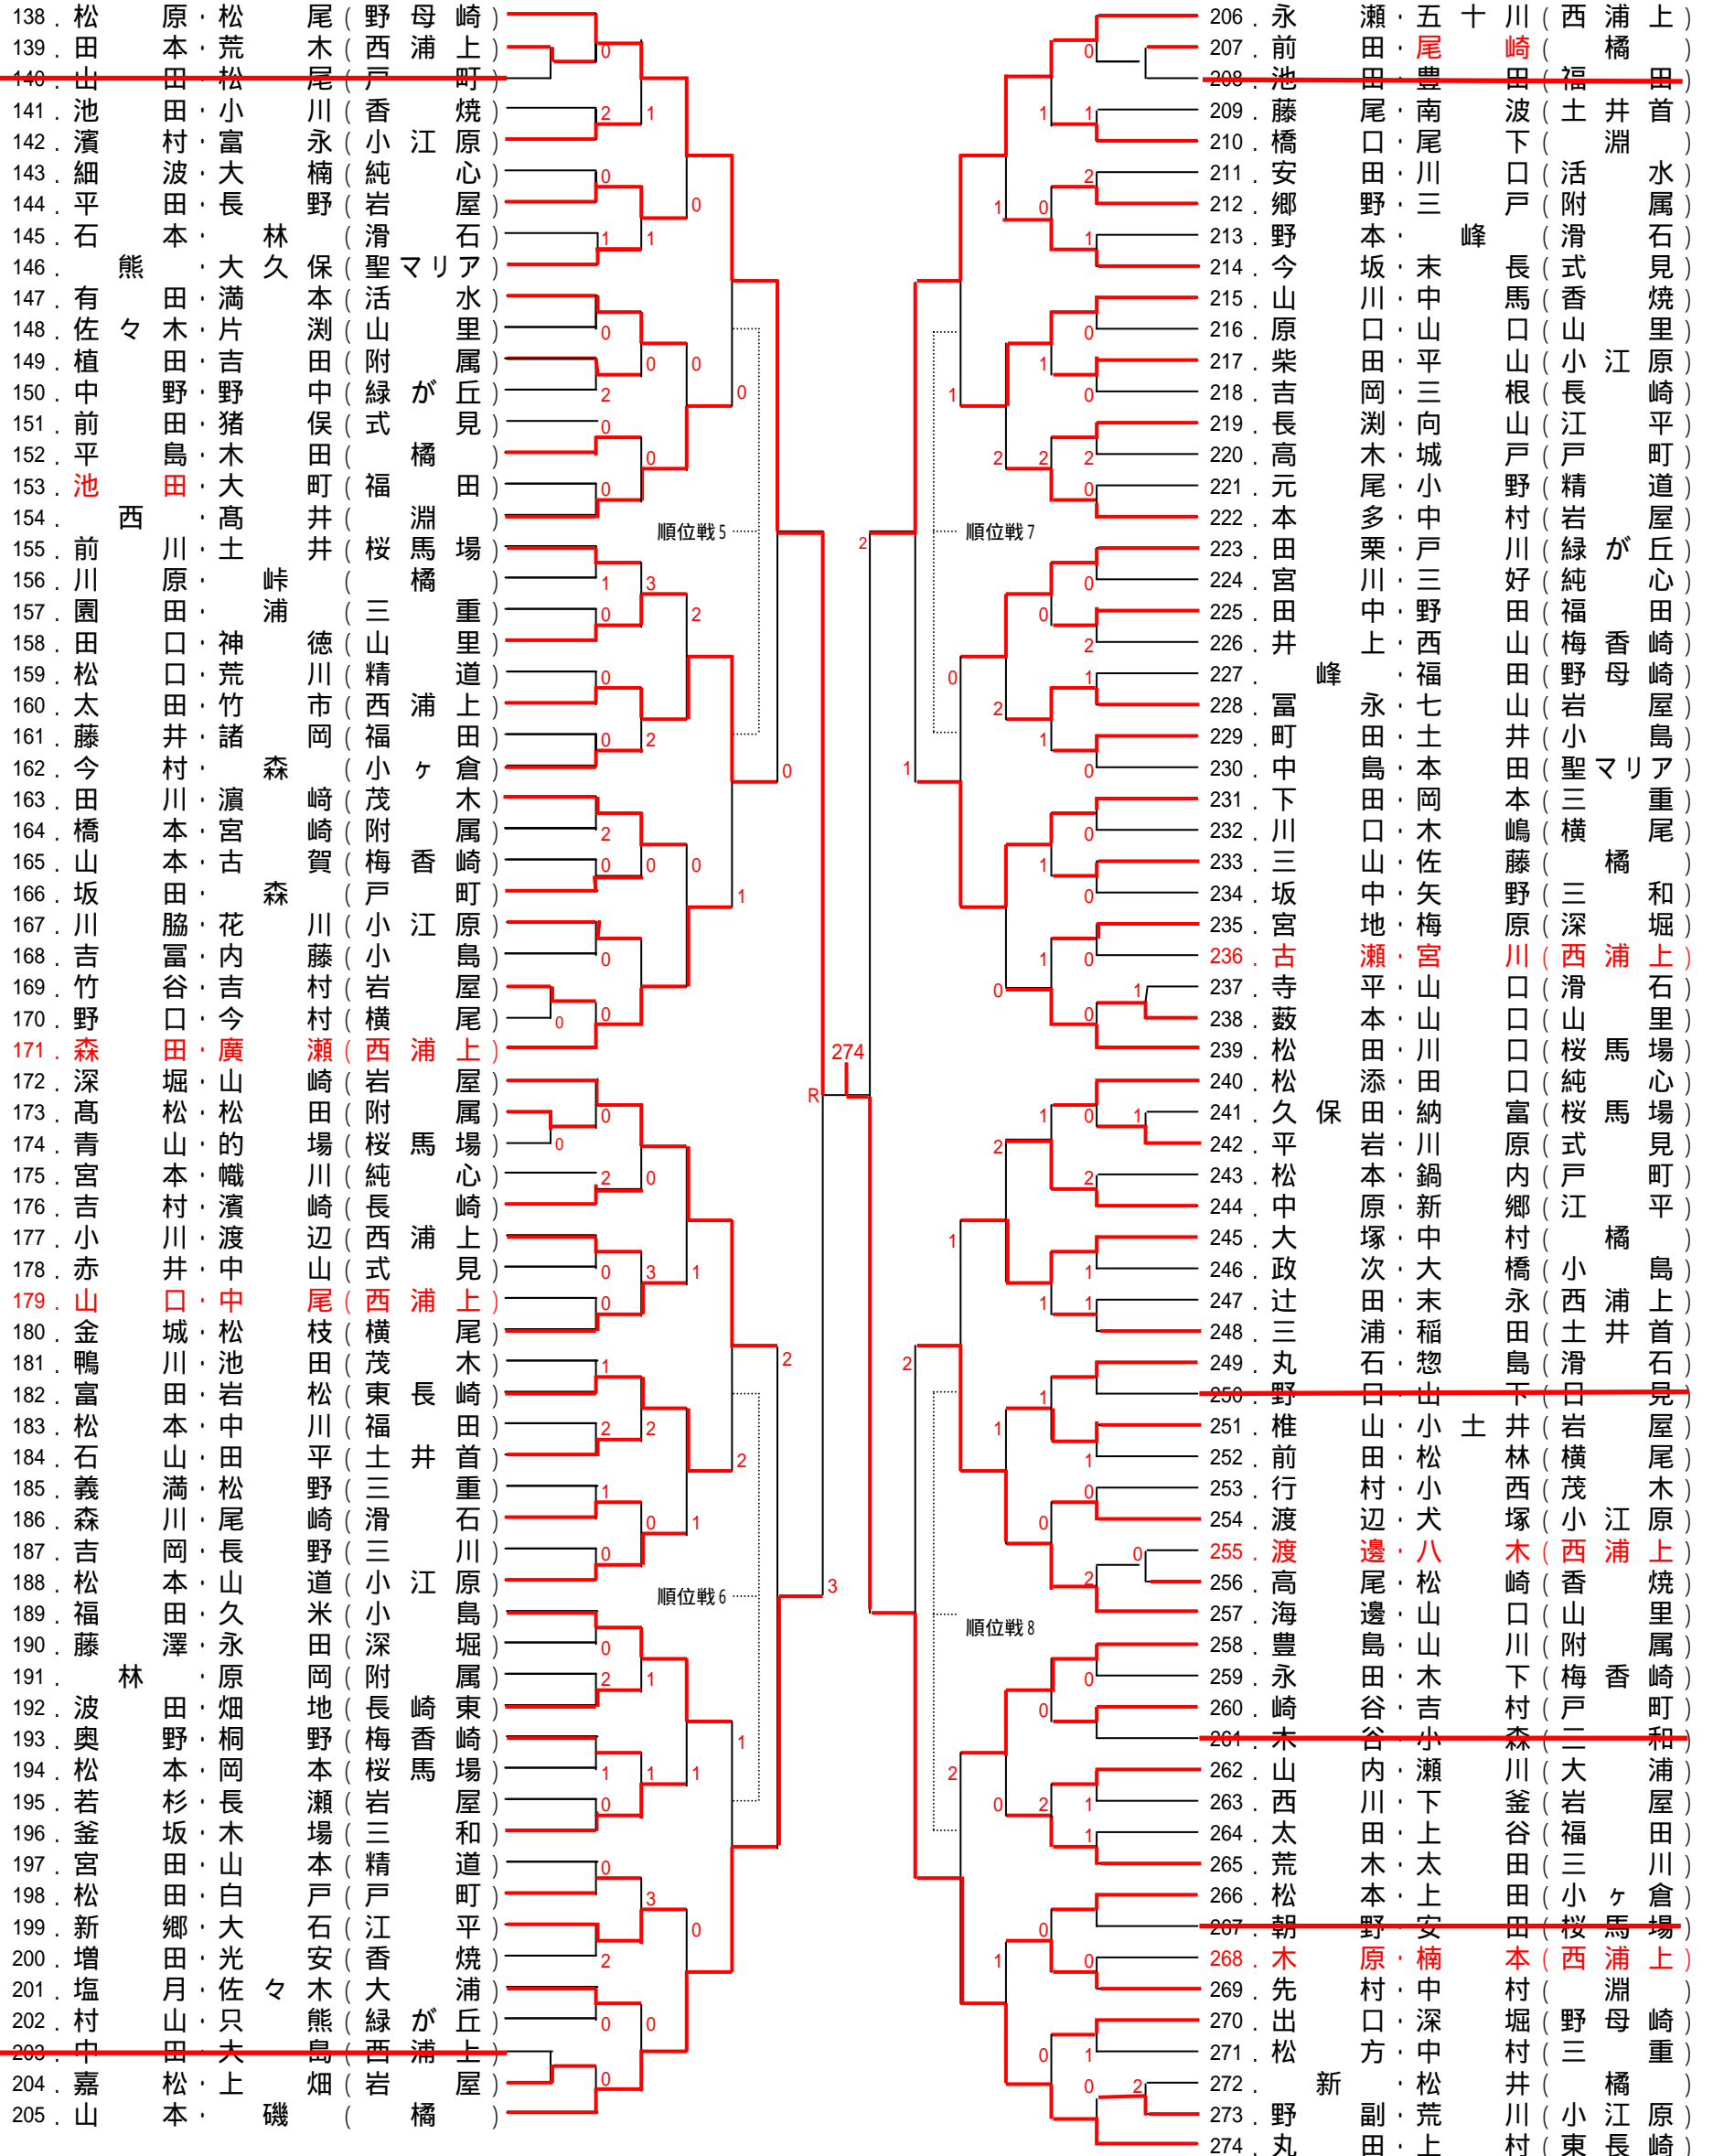 138．松原・松尾(野母崎)
139．田本・荒木(西浦上)
140．山田・松尾(戸町)
141．池田・小川(香焼)
142．濱村・富永(小江原)
143．細波・大楠(純心)
144．平田・長野(岩屋)
145．石本・林(滑石)
146．熊・大久保(聖マリア)
147．有田・満本(活水)
148．佐々木・片渕(山里)
149．植田・吉田(附属)
150．中野・野中(緑が丘)
151．前田・猪俣(式見)
152．平島・木田(橘)
153．池田・大町(福田)
154．西・髙井(淵)
155．前川・土井(桜馬場)
156．川原・峠(橘)
157．園田・浦(三重)
158．田口・神徳(山里)
159．松口・荒川(精道)
160．太田・竹市(西浦上)
161．藤井・諸岡(福田)
162．今村・森(小ヶ倉)
163．田川・濵﨑(茂木)
164．橋本・宮崎(附属)
165．山本・古賀(梅香崎)
166．坂田・森(戸町)
167．川脇・花川(小江原)
168．吉冨・内藤(小島)
169．竹谷・吉村(岩屋)
170．野口・今村(横尾)
171．森田・廣瀬(西浦上)
172．深堀・山崎(岩屋)
173．髙松・松田(附属)
174．青山・的場(桜馬場)
175．宮本・幟川(純心)
176．吉村・濱崎(長崎)
177．小川・渡辺(西浦上)
178．赤井・中山(式見)
179．山口・中尾(西浦上)
180．金城・松枝(横尾)
181．鴨川・池田(茂木)
182．富田・岩松(東長崎)
183．松本・中川(福田)
184．石山・田平(土井首)
185．義満・松野(三重)
186．森川・尾崎(滑石)
187．吉岡・長野(三川)
188．松本・山道(小江原)
189．福田・久米(小島)
190．藤澤・永田(深堀)
191．林・原岡(附属)
192．波田・畑地(長崎東)
193．奥野・桐野(梅香崎)
194．松本・岡本(桜馬場)
195．若杉・長瀬(岩屋)
196．釜坂・木場(三和)
197．宮田・山本(精道)
198．松田・白戸(戸町)
199．新郷・大石(江平)
200．増田・光安(香焼)
201．塩月・佐々木(大浦)
202．村山・只熊(緑が丘)
203．中田・大島(西浦上)
204．嘉松・上畑(岩屋)
205．山本・磯(橘)
順位戦5
順位戦6
R
274
順位戦7
順位戦8
206．永瀬・五十川(西浦上)
207．前田・尾崎(橘)
208．池田・豊田(福田)
209．藤尾・南波(土井首)
210．橋口・尾下(淵)
211．安田・川口(活水)
212．郷野・三戸(附属)
213．野本・峰(滑石)
214．今坂・末長(式見)
215．山川・中馬(香焼)
216．原口・山口(山里)
217．柴田・平山(小江原)
218．吉岡・三根(長崎)
219．長渕・向山(江平)
220．高木・城戸(戸町)
221．元尾・小野(精道)
222．本多・中村(岩屋)
223．田栗・戸川(緑が丘)
224．宮川・三好(純心)
225．田中・野田(福田)
226．井上・西山(梅香崎)
227．峰・福田(野母崎)
228．冨永・七山(岩屋)
229．町田・土井(小島)
230．中島・本田(聖マリア)
231．下田・岡本(三重)
232．川口・木嶋(横尾)
233．三山・佐藤(橘)
234．坂中・矢野(三和)
235．宮地・梅原(深堀)
236．古瀬・宮川(西浦上)
237．寺平・山口(滑石)
238．薮本・山口(山里)
239．松田・川口(桜馬場)
240．松添・田口(純心)
241．久保田・納富(桜馬場)
242．平岩・川原(式見)
243．松本・鍋内(戸町)
244．中原・新郷(江平)
245．大塚・中村(橘)
246．政次・大橋(小島)
247．辻田・末永(西浦上)
248．三浦・稲田(土井首)
249．丸石・惣島(滑石)
250．野口・山下(日見)
251．椎山・小土井(岩屋)
252．前田・松林(横尾)
253．行村・小西(茂木)
254．渡辺・犬塚(小江原)
255．渡邊・八木(西浦上)
256．高尾・松崎(香焼)
257．海邊・山口(山里)
258．豊島・山川(附属)
259．永田・木下(梅香崎)
260．崎谷・吉村(戸町)
261．木谷・小森(三和)
262．山内・瀬川(大浦)
263．西川・下釜(岩屋)
264．太田・上谷(福田)
265．荒木・太田(三川)
266．松本・上田(小ヶ倉)
267．朝野・安田(桜馬場)
268．木原・楠本(西浦上)
269．先村・中村(淵)
270．出口・深堀(野母崎)
271．松方・中村(三重)
272．新・松井(橘)
273．野副・荒川(小江原)
274．丸田・上村(東長崎)